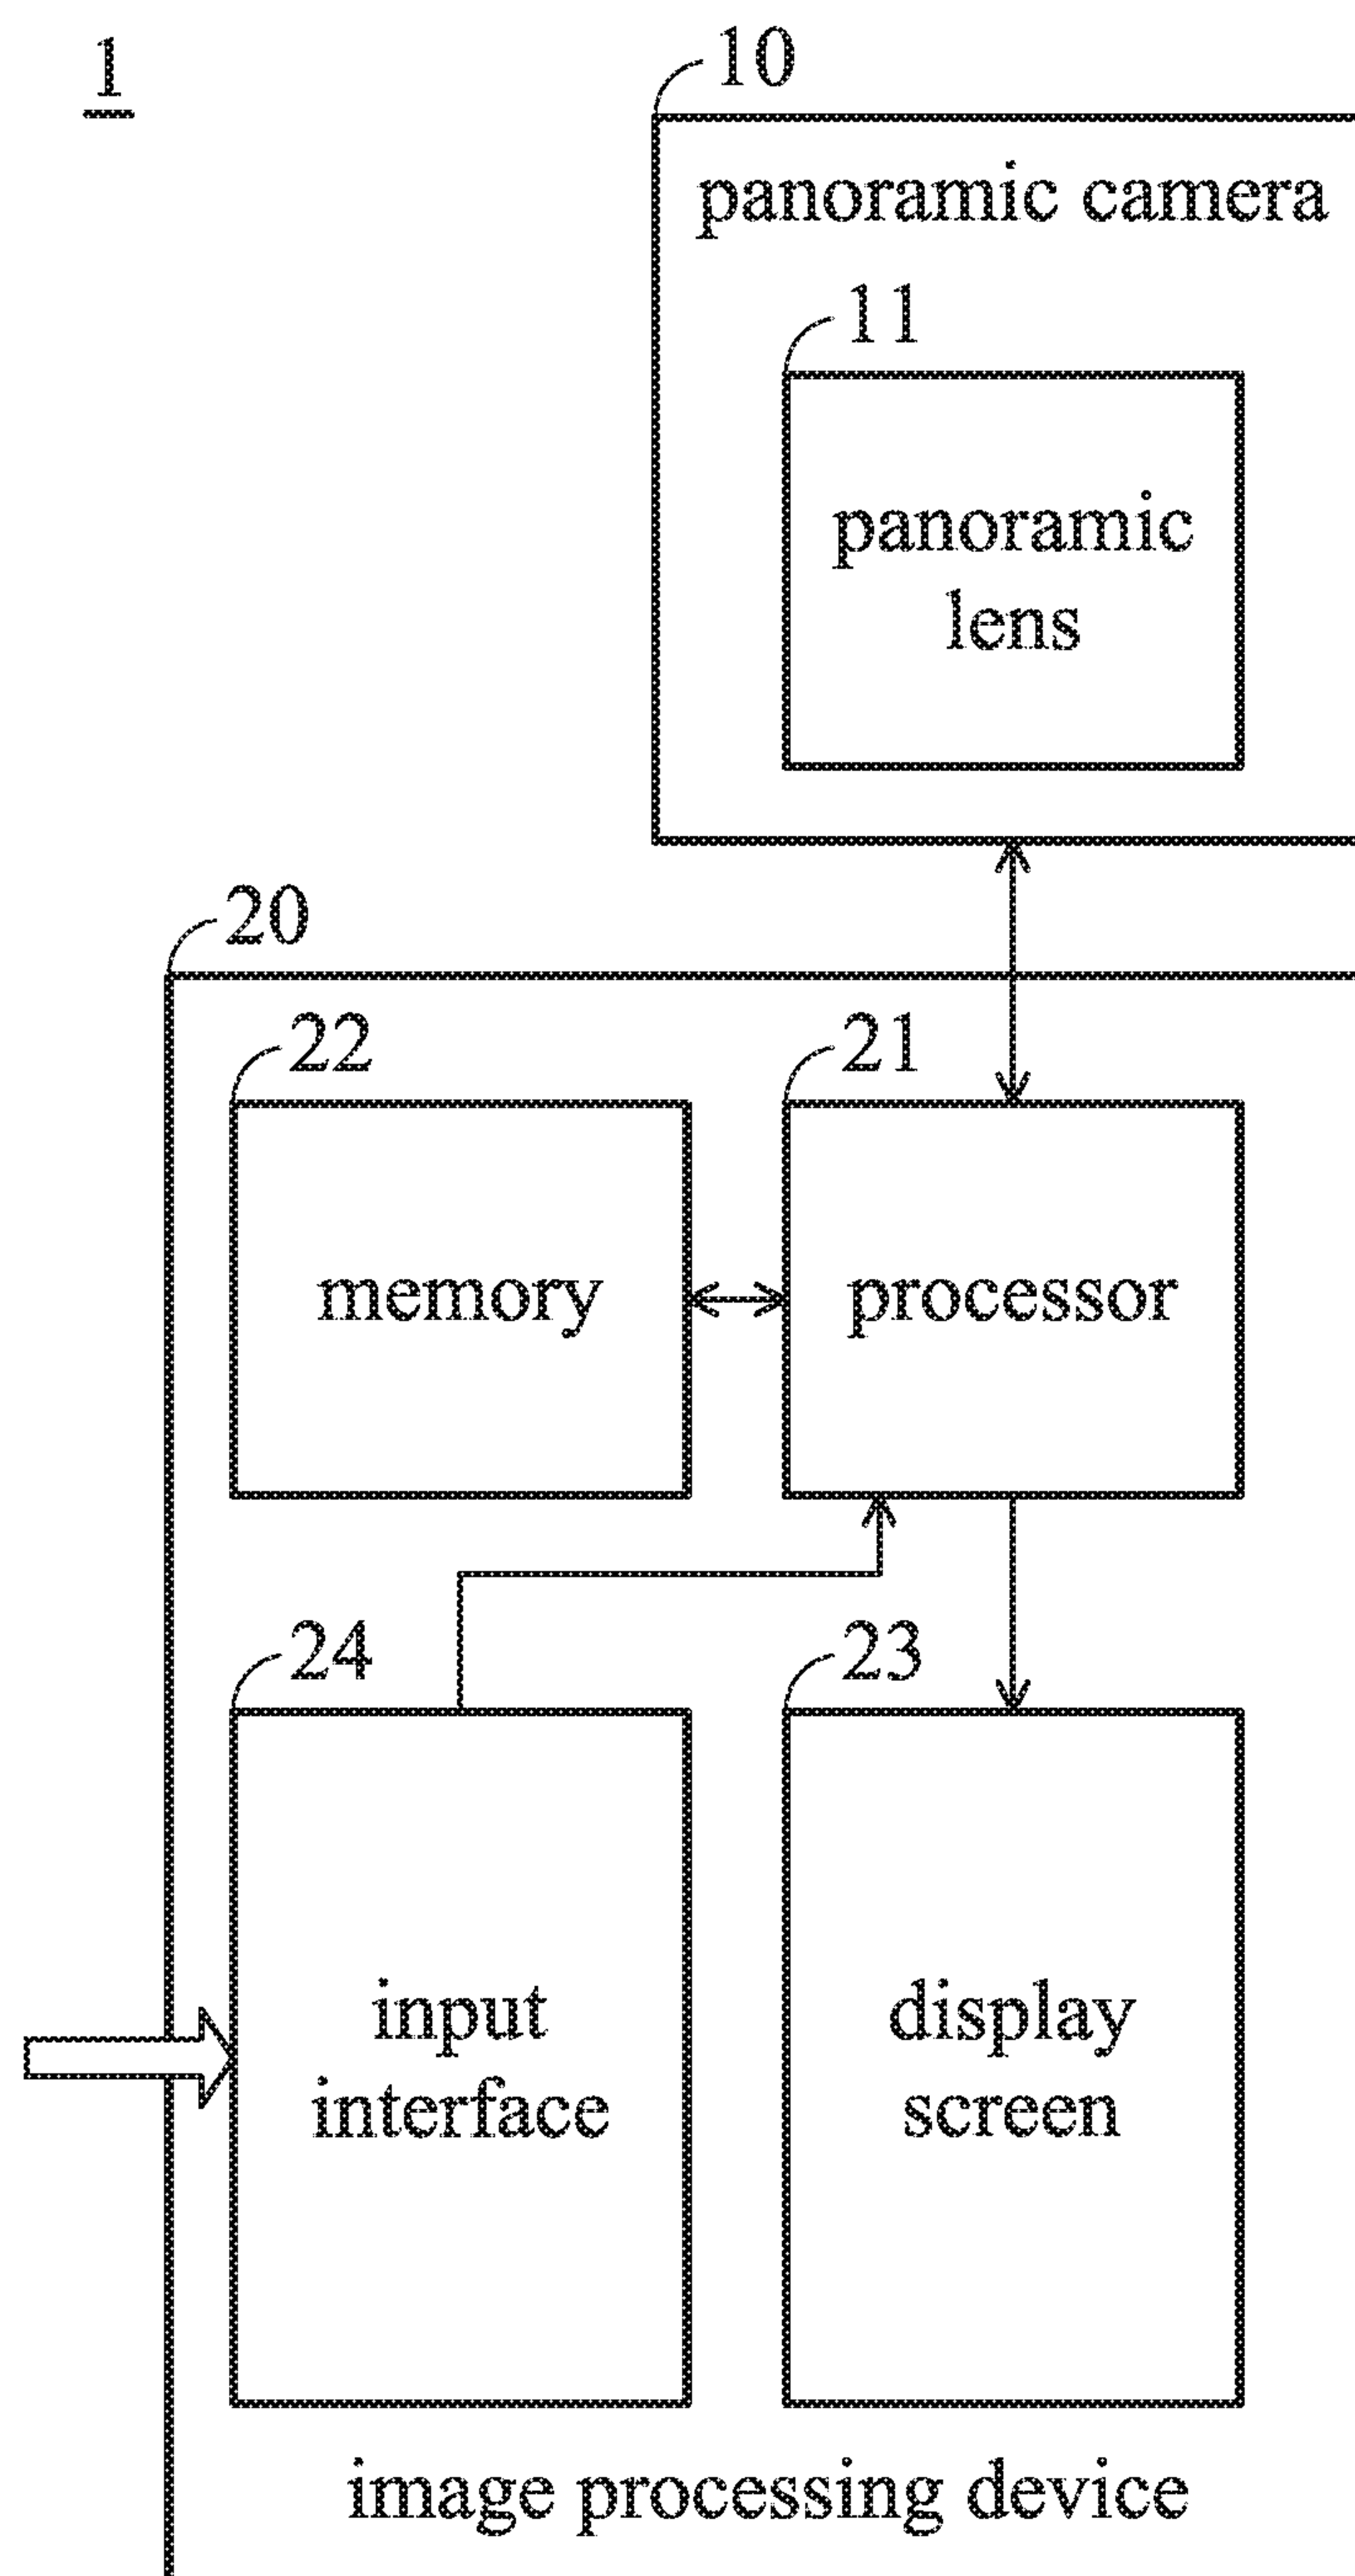 1
10
panoramic camera
11
panoramic
lens
20
22
21
memory
processor
24
23
input
interface
display
screen
image processing device